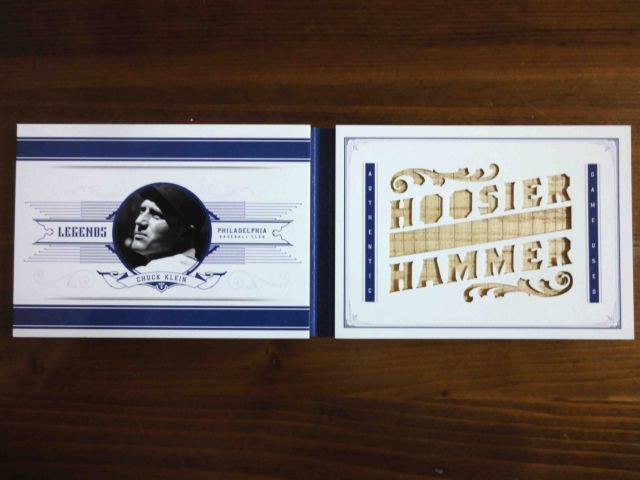 LEGENDS
PHILADELPHIA
BASEBALL CLUB
CHUCK KLEIN
AUTHENTIC
HOOSIER
HAMMER
GAME USED